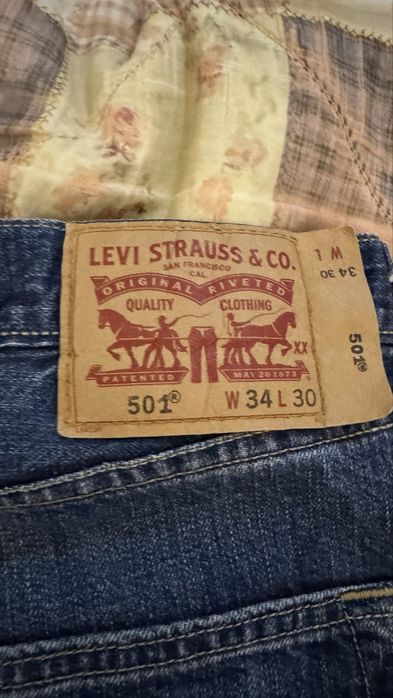 LEVI STRAUSS & CO.
SAN FRANCISCO
CAL.
ORIGINAL RIVETED
QUALITY CLOTHING
XX
PATENTED MAY 20 1873
501® W 34 L 30
W L
34 30
501®